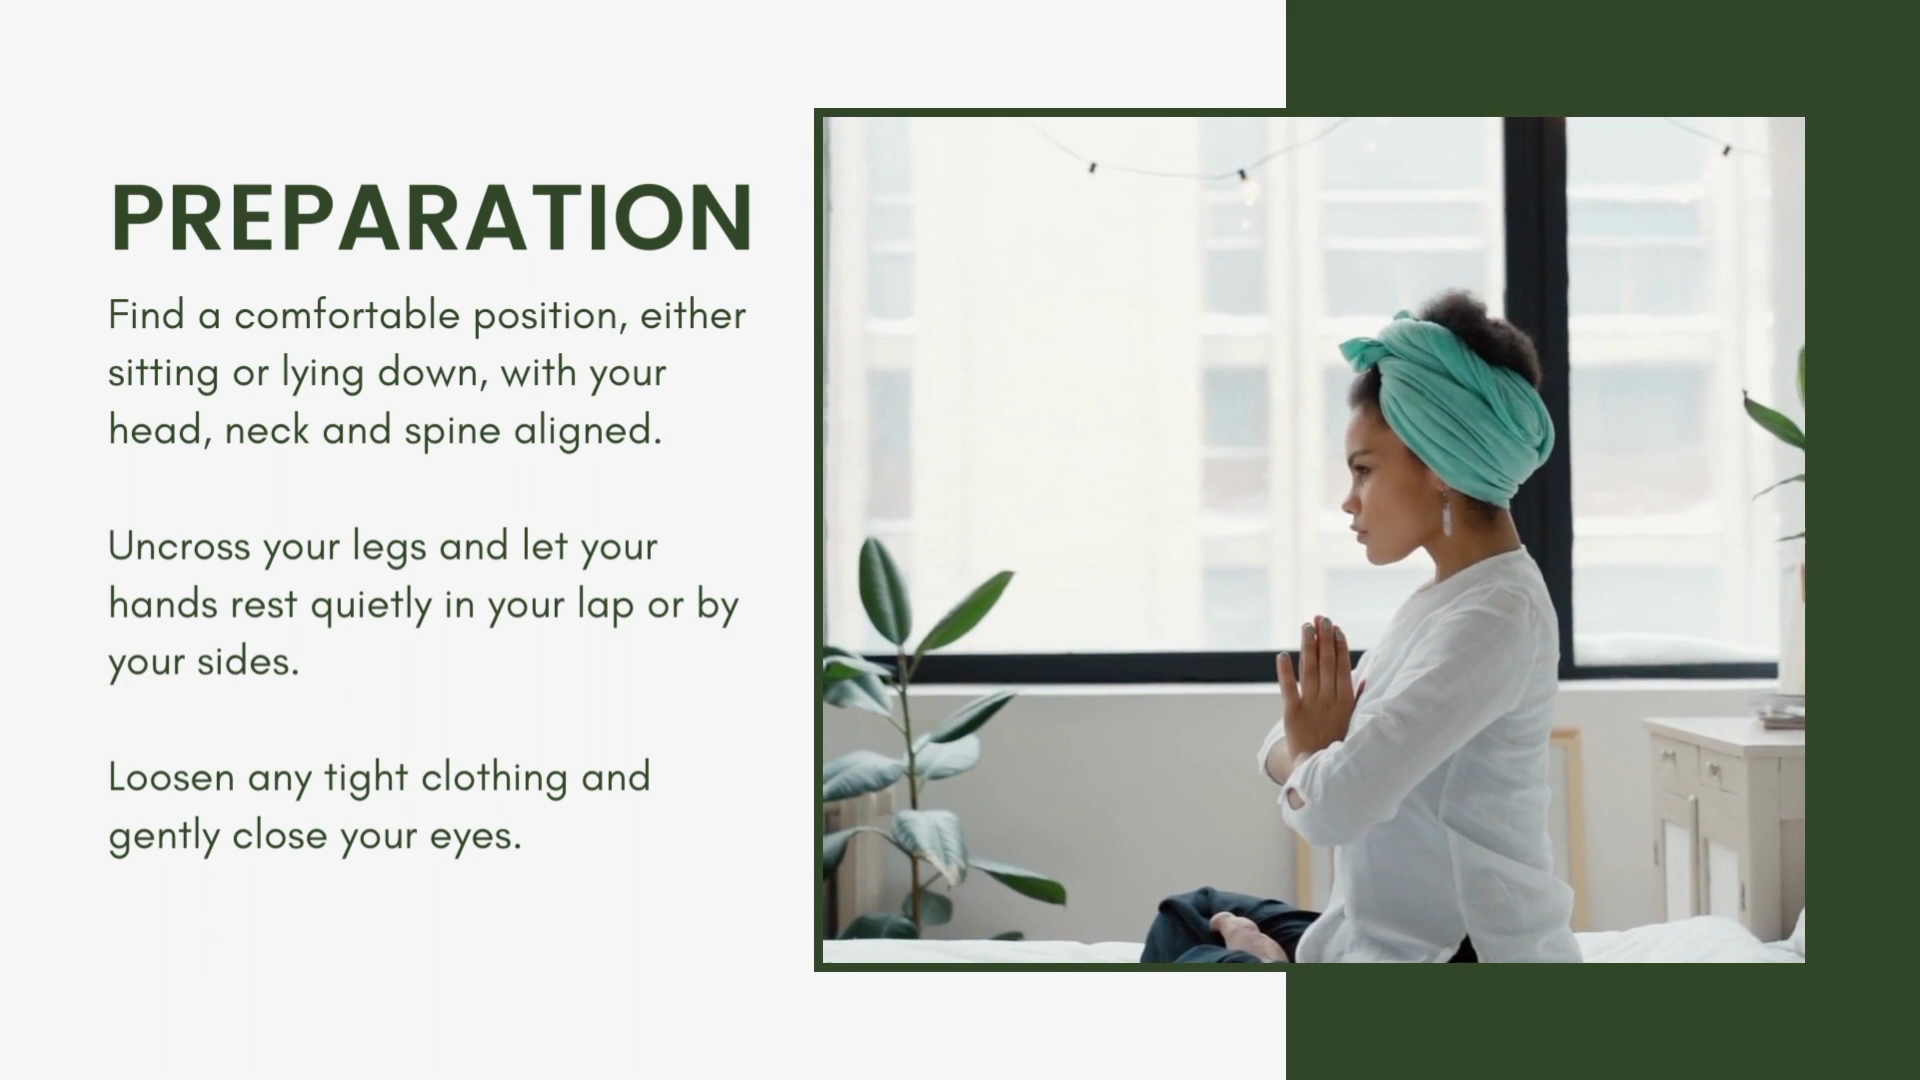 PREPARATION
Find a comfortable position, either
sitting or lying down, with your
head, neck and spine aligned.
Uncross your legs and let your
hands rest quietly in your lap or by
your sides.
Loosen any tight clothing and
gently close your eyes.